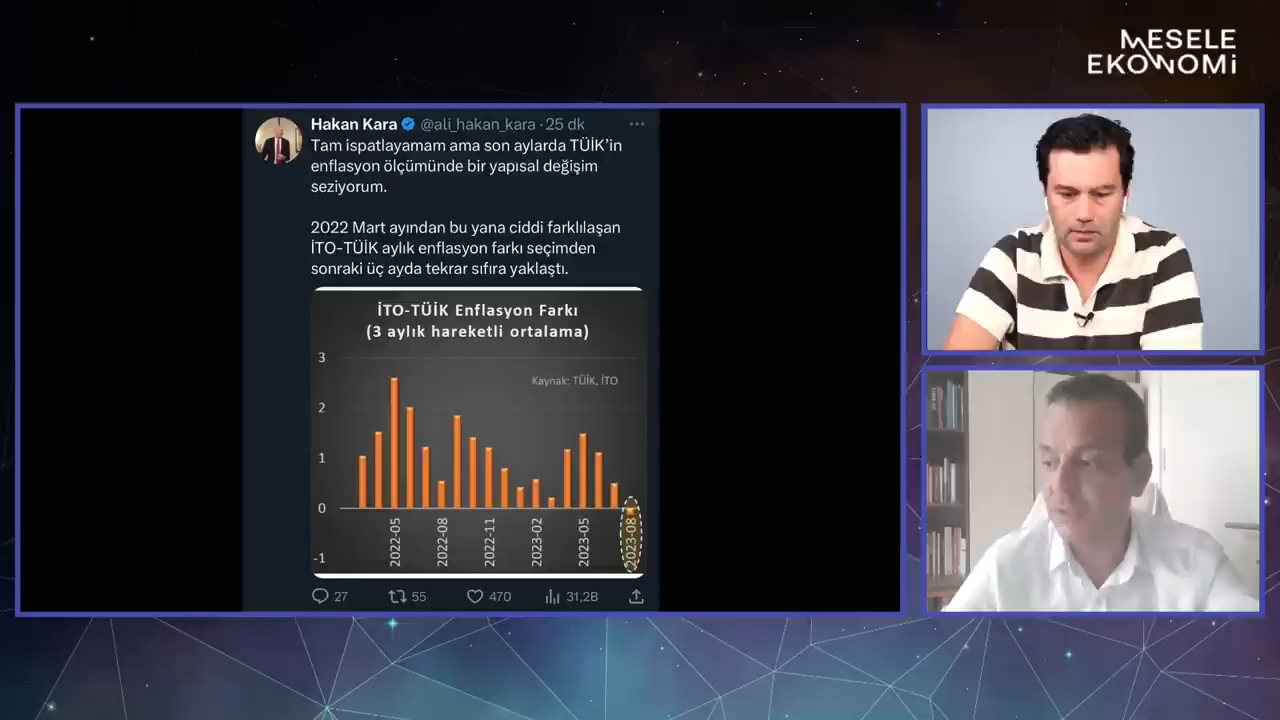 MESELE
EKONOMi
Hakan Kara @ali_hakan_kara · 25 dk
Tam ispatlayamam ama son aylarda TÜİK'in
enflasyon ölçümünde bir yapısal değişim
seziyorum.
2022 Mart ayından bu yana ciddi farklılaşan
İTO-TÜİK aylık enflasyon farkı seçimden
sonraki üç ayda tekrar sıfıra yaklaştı.
İTO-TÜİK Enflasyon Farkı
(3 aylık hareketli ortalama)
Kaynak: TÜİK, İTO
3
2
1
0
-1
2022-05
2022-08
2022-11
2023-02
2023-05
2023-08
27
55
470
31,2B